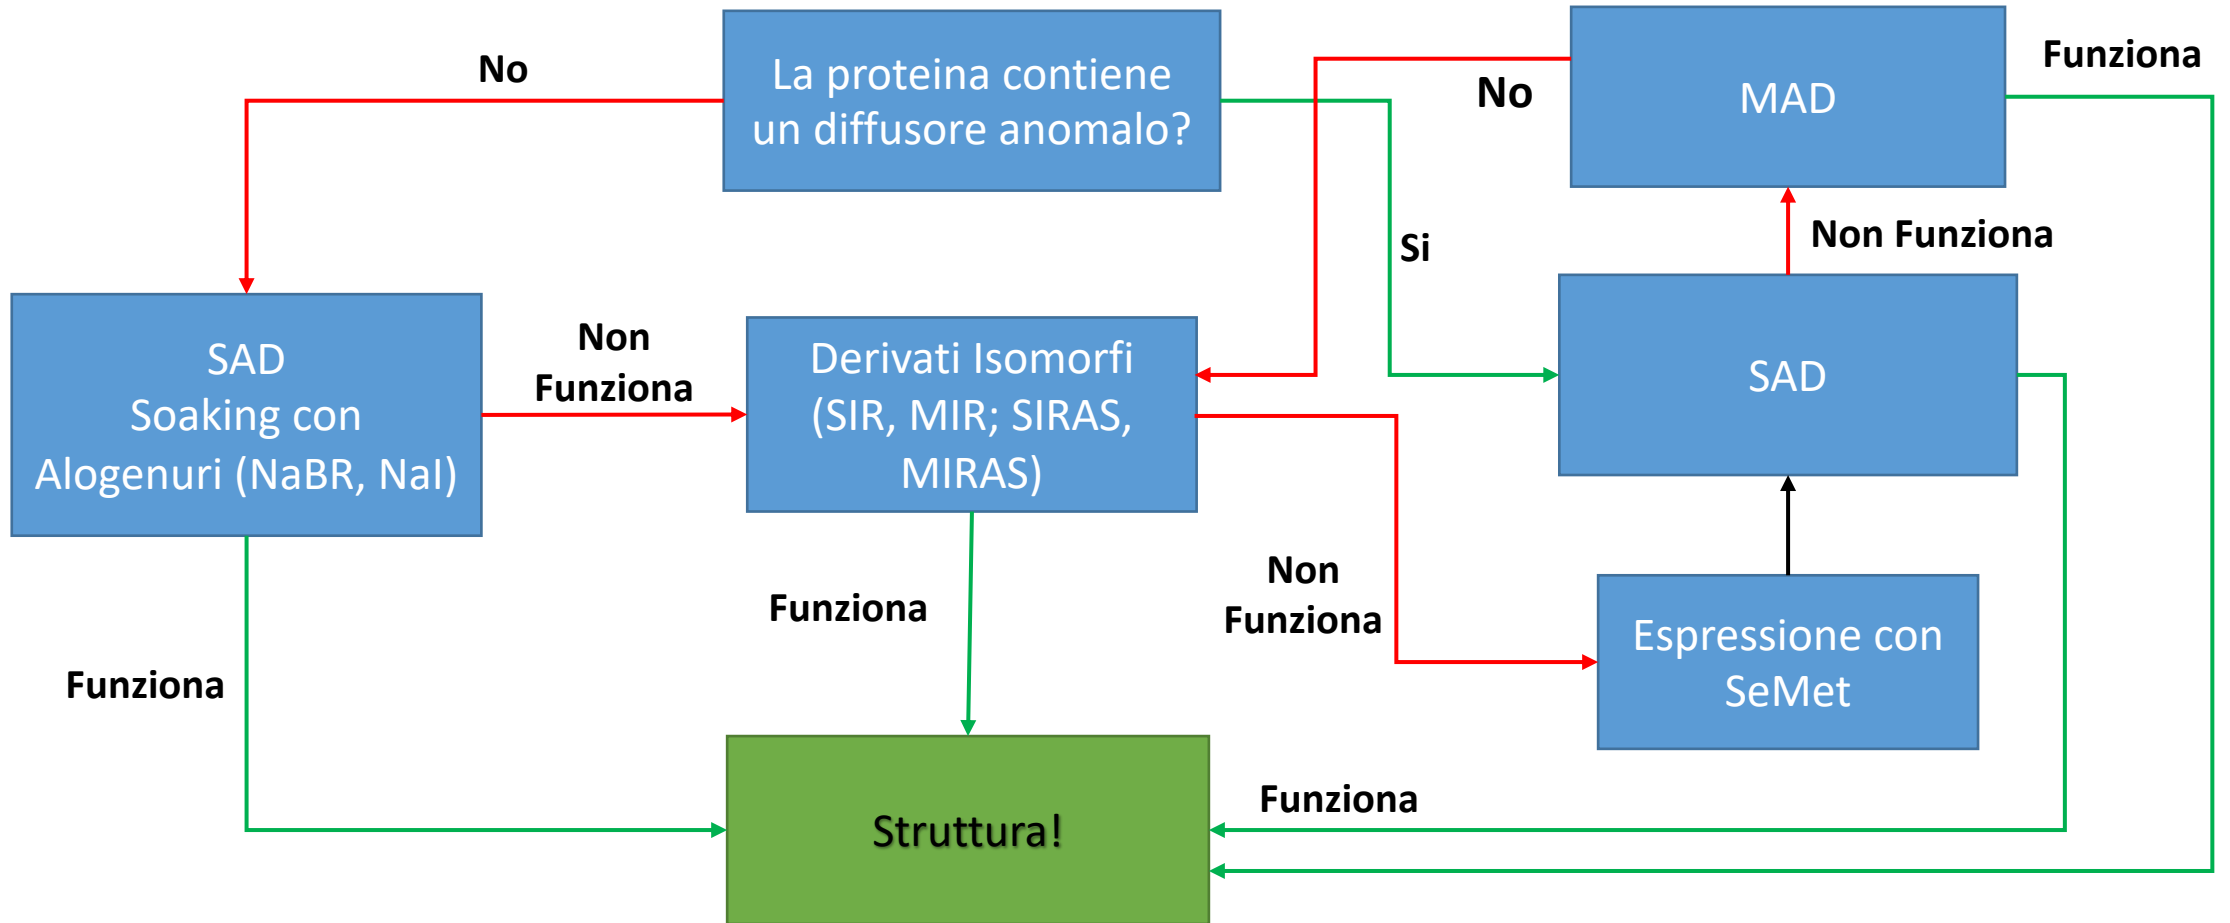 No
La proteina contiene
un diffusore anomalo?
No
MAD
Funziona
Si
Non Funziona
SAD
Soaking con
Alogenuri (NaBR, NaI)
Non
Funziona
Derivati Isomorfi
(SIR, MIR; SIRAS,
MIRAS)
SAD
Funziona
Funziona
Non
Funziona
Espressione con
SeMet
Struttura!
Funziona